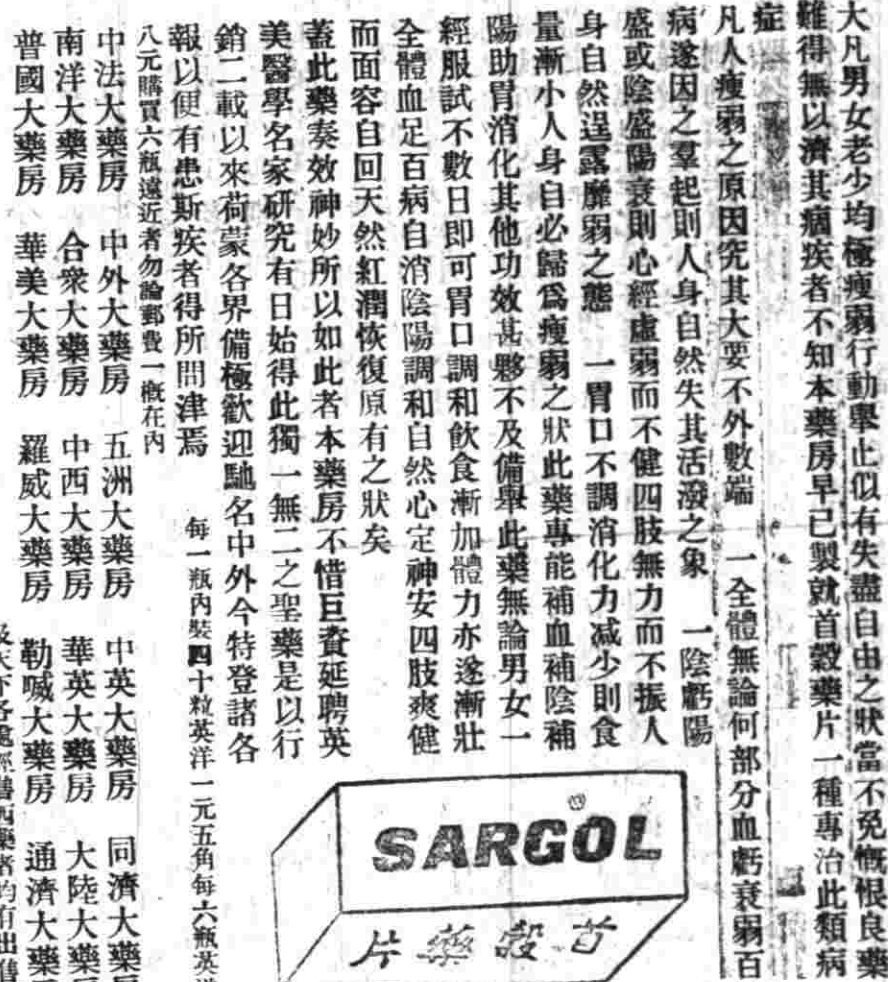 大凡男女老少均極瘦弱行動舉止似有失盡自由之狀當不免慨恨良藥
難得無以濟其痼疾者不知本藥房早已製就首穀藥片一種專治此類病
症
凡人瘦弱之原因究其大要不外數端　一全體無論何部分血虧衰弱百
病遂因之羣起則人身自然失其活潑之象　一陰虧陽
盛或陰盛陽衰則心經虛弱而不健四肢無力而不振人
身自然逞露靡弱之態　一胃口不調消化力减少則食
量漸小人身自必歸爲瘦弱之狀此藥專能補血補陰補
陽助胃消化其他功效甚夥不及備舉此藥無論男女一
經服試不數日即可胃口調和飲食漸加體力亦遂漸壯
全體血足百病自消陰陽調和自然心定神安四肢爽健
而面容自回天然紅潤恢復原有之狀矣
蓋此藥奏效神妙所以如此者本藥房不惜巨資延聘英
美醫學名家研究有日始得此獨一無二之聖藥是以行
銷二載以來荷蒙各界備極歡迎馳名中外今特登諸各
報以便有患斯疾者得所問津焉
每一瓶內裝四十粒英洋一元五角每六瓶英洋
八元購買六瓶遠近者勿論郵費一概在內
中法大藥房　中外大藥房　五洲大藥房　中英大藥房　同濟大藥房
南洋大藥房　合衆大藥房　中西大藥房　華英大藥房　大陸大藥
普國大藥房　華美大藥房　羅威大藥房　勒喊大藥房　通濟大藥
天下各處經售西藥者均有出售
SARGOL
首穀藥片